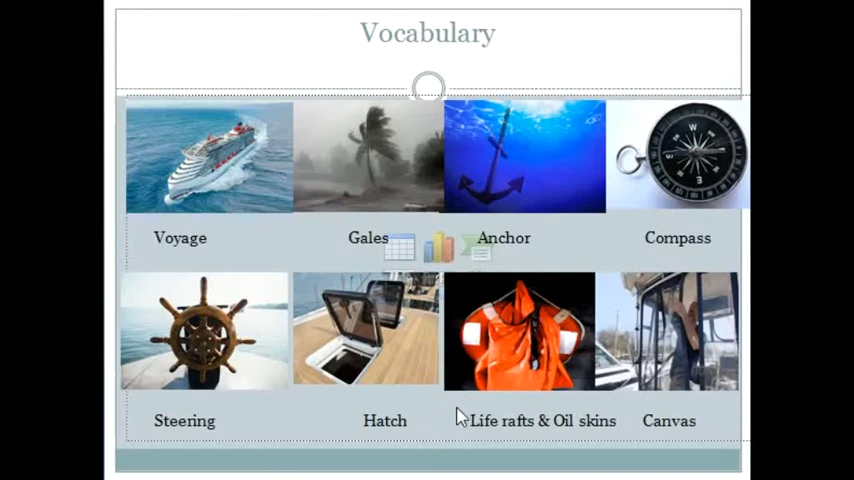 Vocabulary
Voyage Gales Anchor Compass
Steering Hatch Life rafts & Oil skins Canvas